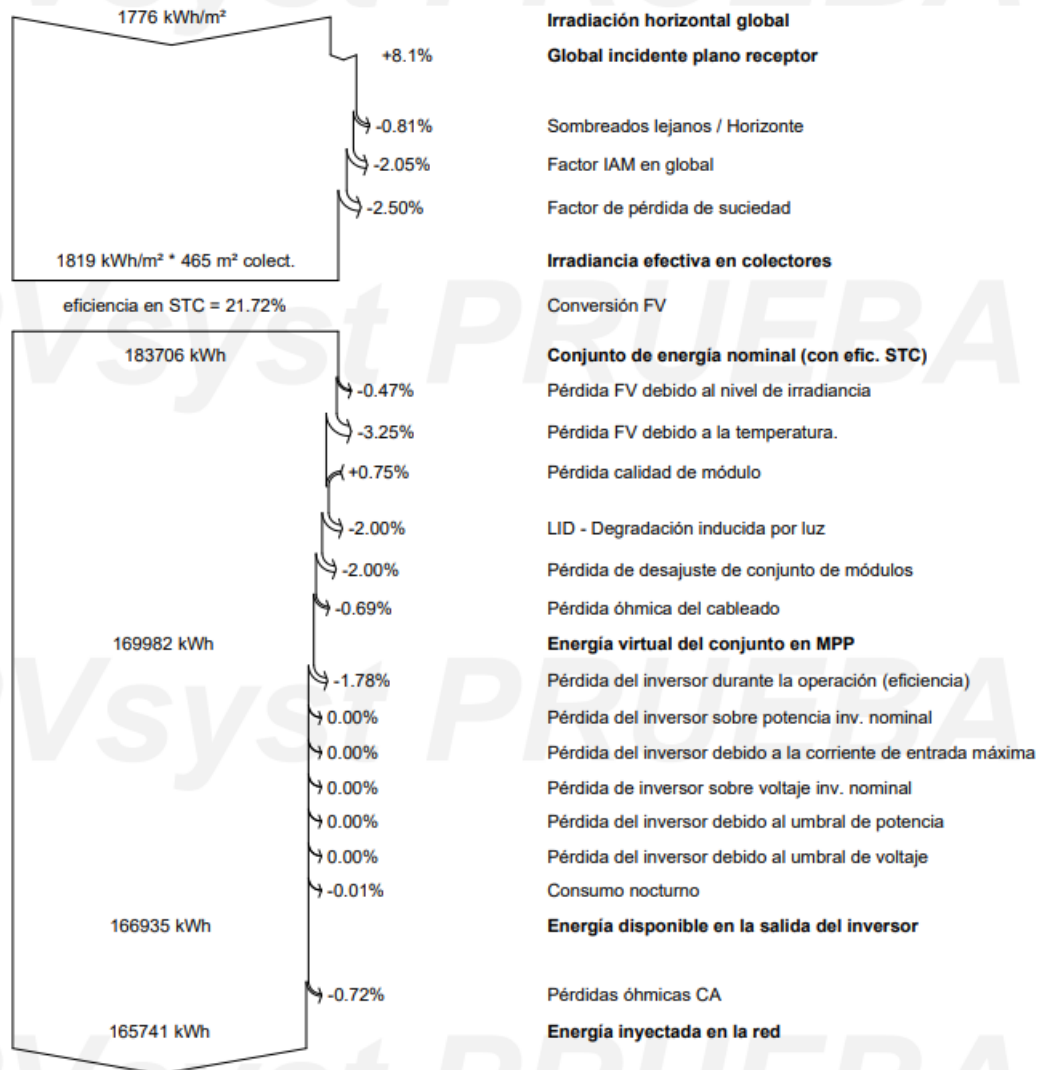 1776 kWh/m² Irradiación horizontal global
+8.1% Global incidente plano receptor
-0.81% Sombreados lejanos / Horizonte
-2.05% Factor IAM en global
-2.50% Factor de pérdida de suciedad
1819 kWh/m² * 465 m² colect. Irradiancia efectiva en colectores
eficiencia en STC = 21.72% Conversión FV
PVsyst PRUEBA
183706 kWh Conjunto de energía nominal (con efic. STC)
-0.47% Pérdida FV debido al nivel de irradiancia
-3.25% Pérdida FV debido a la temperatura.
+0.75% Pérdida calidad de módulo
-2.00% LID - Degradación inducida por luz
-2.00% Pérdida de desajuste de conjunto de módulos
-0.69% Pérdida óhmica del cableado
169982 kWh Energía virtual del conjunto en MPP
-1.78% Pérdida del inversor durante la operación (eficiencia)
PVsyst PRUEBA
0.00% Pérdida del inversor sobre potencia inv. nominal
0.00% Pérdida del inversor debido a la corriente de entrada máxima
0.00% Pérdida de inversor sobre voltaje inv. nominal
0.00% Pérdida del inversor debido al umbral de potencia
0.00% Pérdida del inversor debido al umbral de voltaje
-0.01% Consumo nocturno
166935 kWh Energía disponible en la salida del inversor
-0.72% Pérdidas óhmicas CA
165741 kWh Energía inyectada en la red